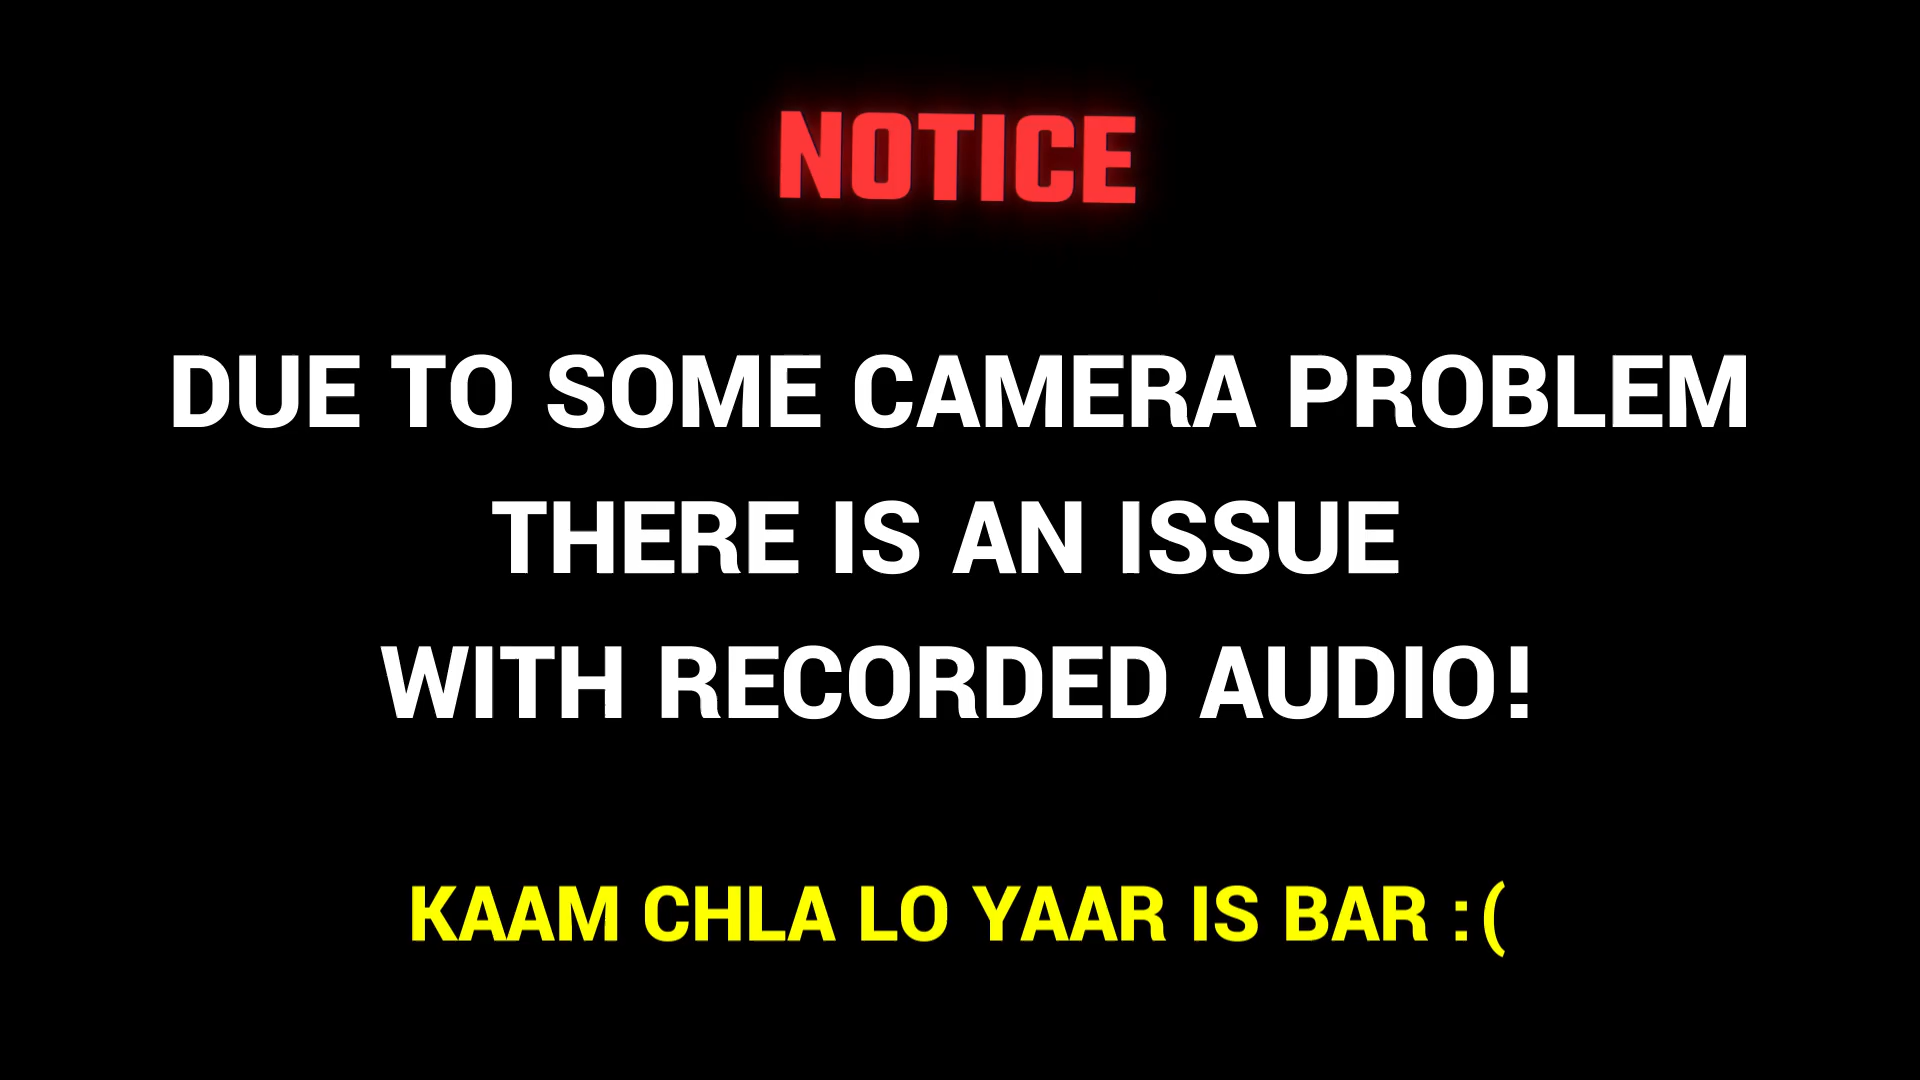 NOTICE
DUE TO SOME CAMERA PROBLEM
THERE IS AN ISSUE
WITH RECORDED AUDIO!
KAAM CHLA LO YAAR IS BAR :(